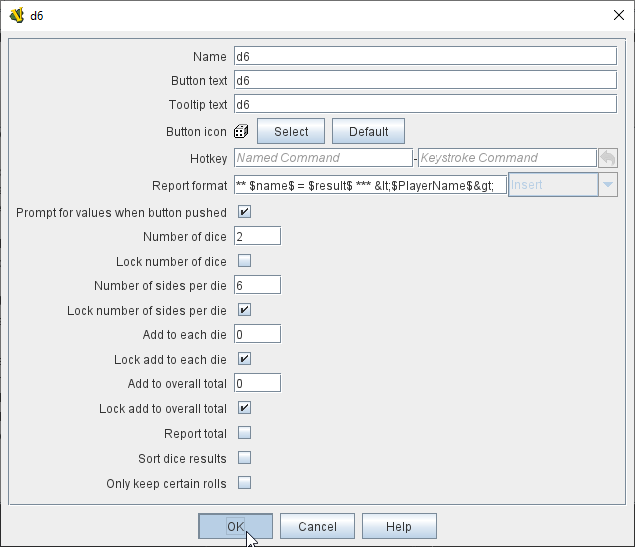 d6
Name d6
Button text d6
Tooltip text d6
Button icon Select Default
Hotkey Named Command - Keystroke Command
Report format ** $name$ = $result$ *** &lt;$PlayerName$&gt; Insert
Prompt for values when button pushed
Number of dice 2
Lock number of dice
Number of sides per die 6
Lock number of sides per die
Add to each die 0
Lock add to each die
Add to overall total 0
Lock add to overall total
Report total
Sort dice results
Only keep certain rolls
OK Cancel Help